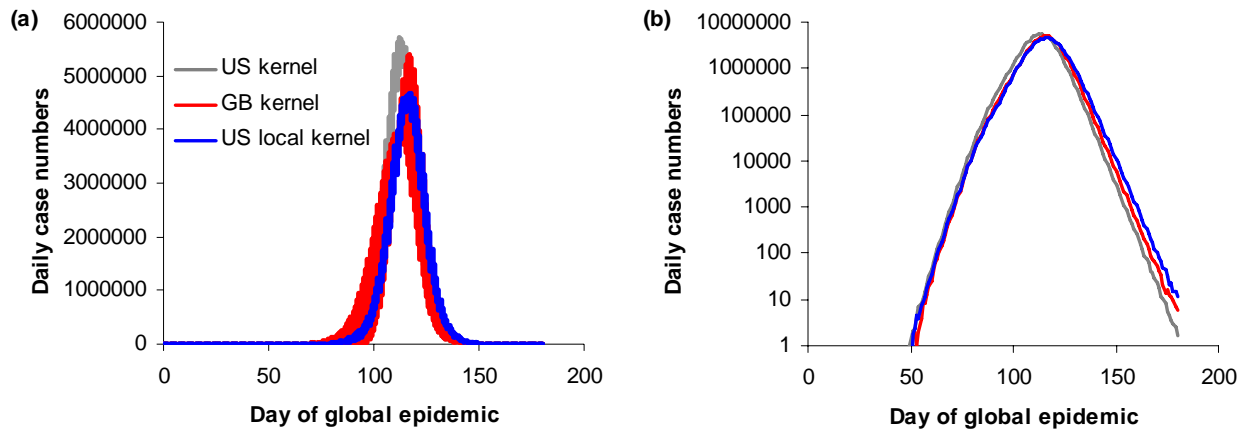 (a)
6000000
5000000
4000000
3000000
2000000
1000000
0
Daily case numbers
US kernel
GB kernel
US local kernel
0 50 100 150 200
Day of global epidemic
(b)
10000000
1000000
100000
10000
1000
100
10
1
Daily case numbers
0 50 100 150 200
Day of global epidemic